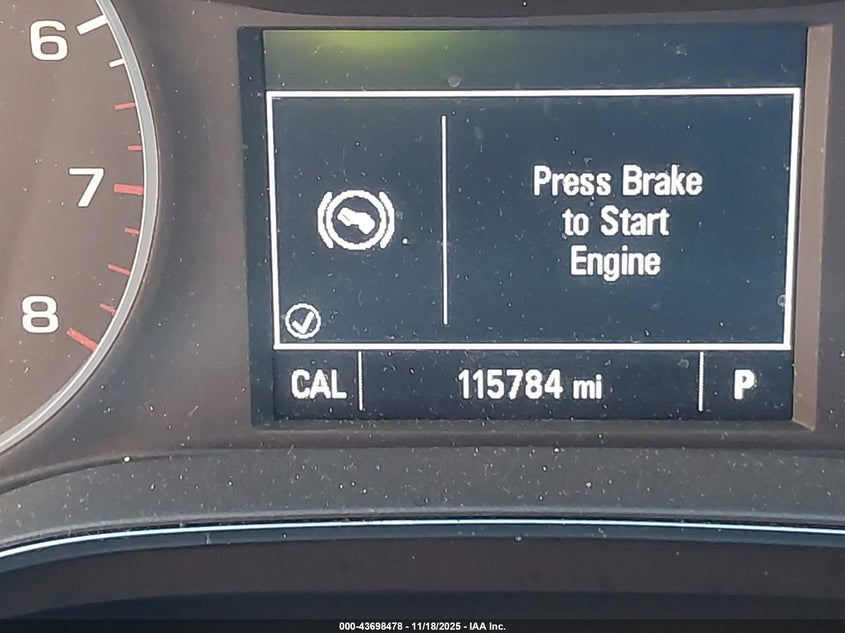 6
7
8
Press Brake
to Start
Engine
CAL
115784 mi
P
000-43698478 - 11/18/2025 - IAA Inc.